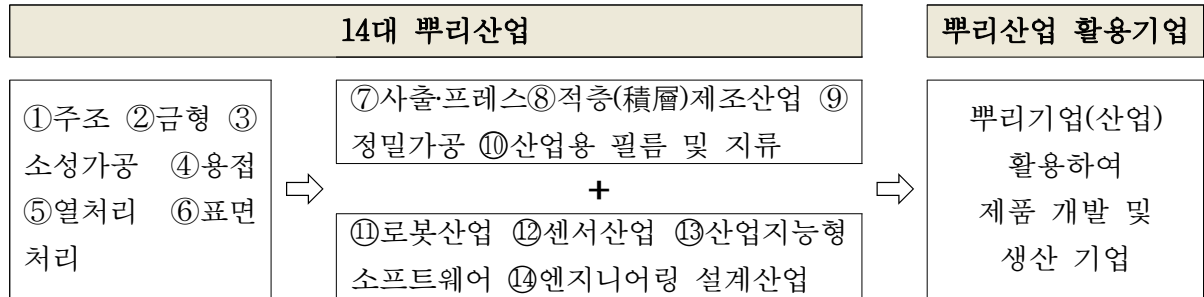 14대 뿌리산업
뿌리산업 활용기업
①주조 ②금형 ③
소성가공 ④용접
⑤열처리 ⑥표면
처리
⑦사출·프레스⑧적층(積層)제조산업 ⑨
정밀가공 ⑩산업용 필름 및 지류
+
⑪로봇산업 ⑫센서산업 ⑬산업지능형
소프트웨어 ⑭엔지니어링 설계산업
뿌리기업(산업)
활용하여
제품 개발 및
생산 기업